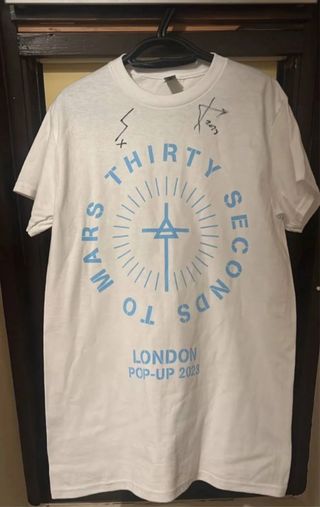 THIRTY SECONDS TO MARS
LONDON
POP-UP 2023